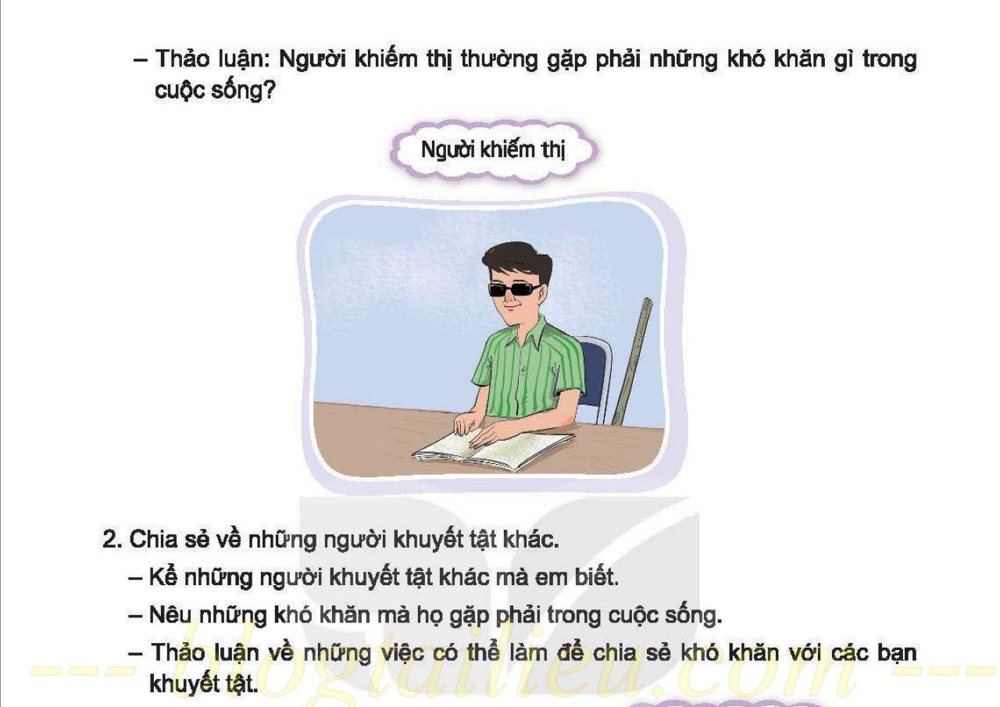 – Thảo luận: Người khiếm thị thường gặp phải những khó khăn gì trong
cuộc sống?
Người khiếm thị
2. Chia sẻ về những người khuyết tật khác.
– Kể những người khuyết tật khác mà em biết.
– Nêu những khó khăn mà họ gặp phải trong cuộc sống.
– Thảo luận về những việc có thể làm để chia sẻ khó khăn với các bạn
khuyết tật.
--- blogtailieu.com ---